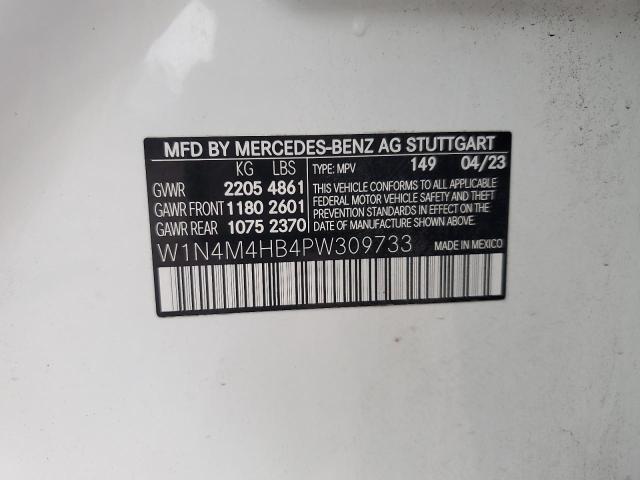 MFD BY MERCEDES-BENZ AG STUTTGART
KG LBS TYPE: MPV 149 04/23
GVWR 2205 4861
GAWR FRONT 1180 2601
GAWR REAR 1075 2370
THIS VEHICLE CONFORMS TO ALL APPLICABLE
FEDERAL MOTOR VEHICLE SAFETY AND THEFT
PREVENTION STANDARDS IN EFFECT ON THE
DATE OF MANUFACTURE SHOWN ABOVE.
W1N4M4HB4PW309733 MADE IN MEXICO